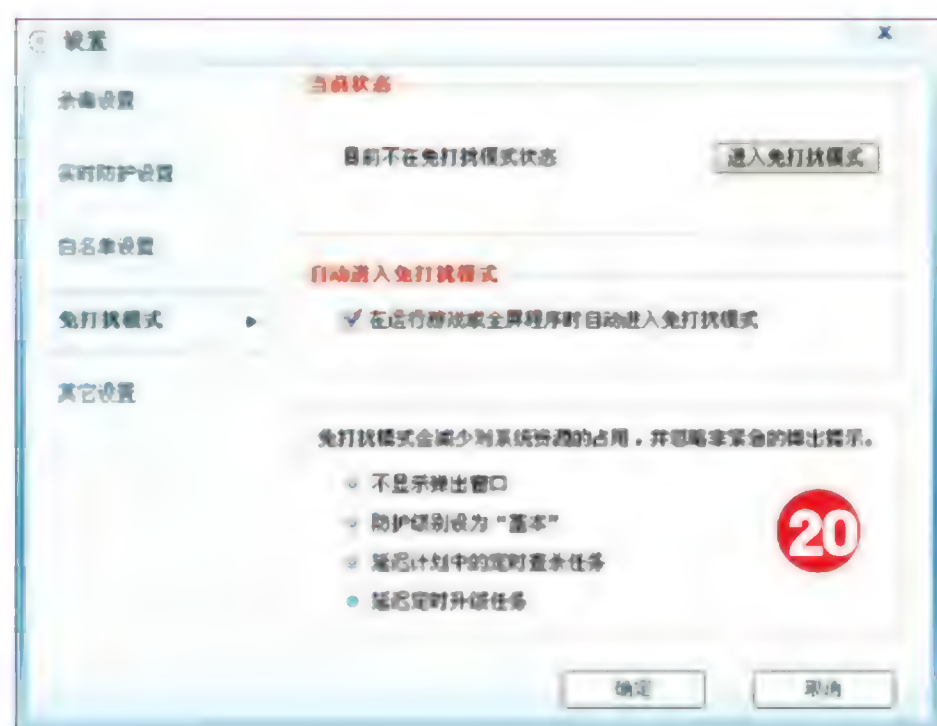 设置
x
杀毒设置
实时防护设置
白名单设置
免打扰模式
其它设置
当前状态
目前不在免打扰模式状态
进入免打扰模式
自动进入免打扰模式
在运行游戏或全屏程序时自动进入免打扰模式
免打扰模式会减少对系统资源的占用，并忽略非紧急的弹出提示。
不显示弹出窗口
防护级别设为“基本”
延迟计划中的定时查杀任务
延迟定时升级任务
20
确定
取消